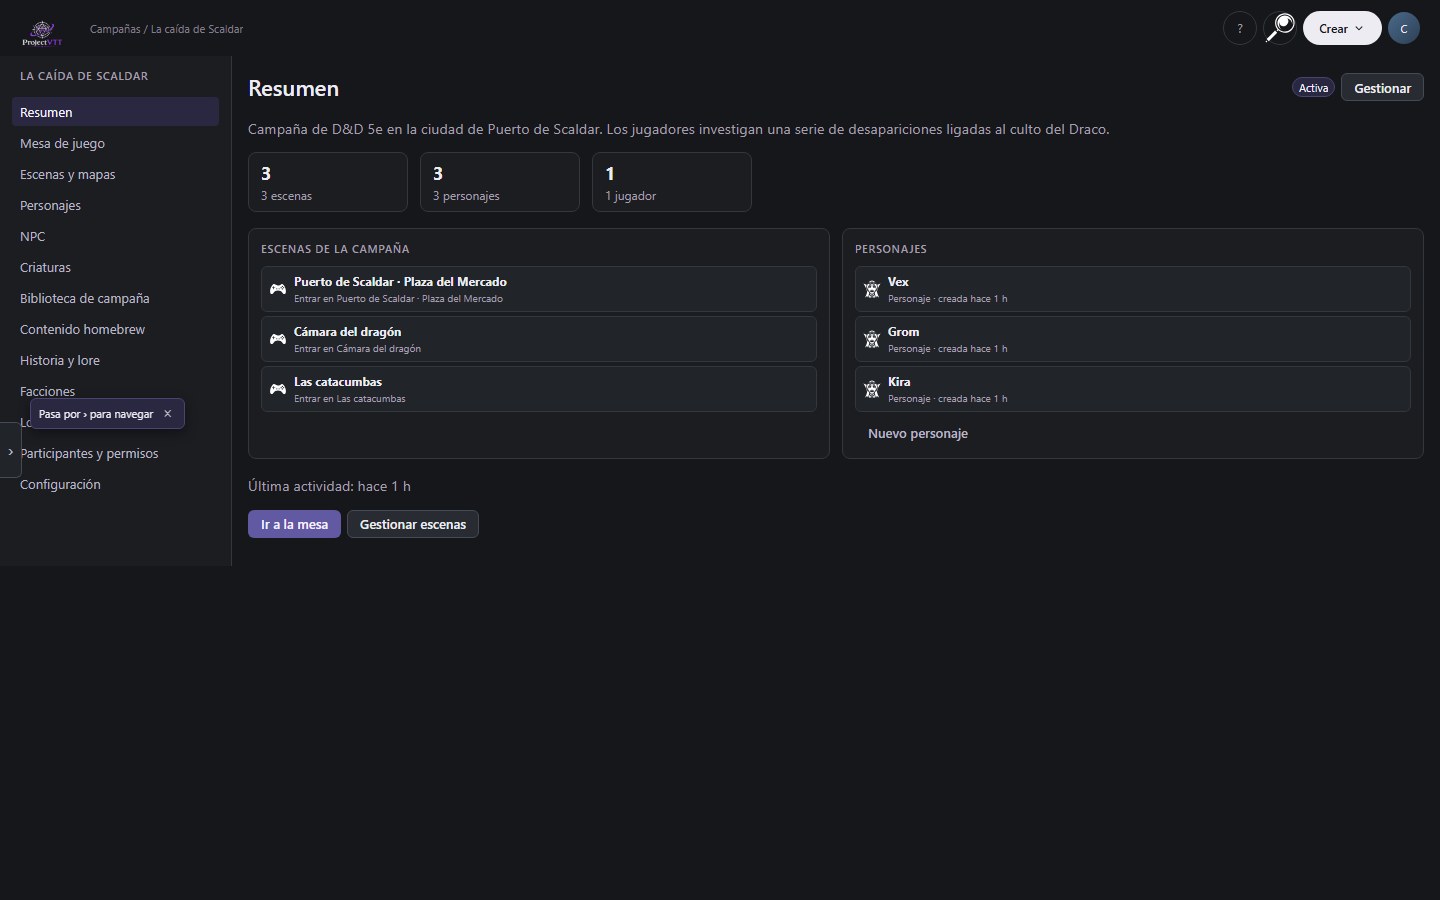 ProjectVTT
Campañas / La caída de Scaldar
?
Crear
C
LA CAÍDA DE SCALDAR
Resumen
Mesa de juego
Escenas y mapas
Personajes
NPC
Criaturas
Biblioteca de campaña
Contenido homebrew
Historia y lore
Facciones
Pasa por › para navegar ×
Participantes y permisos
Configuración
Resumen
Activa
Gestionar
Campaña de D&D 5e en la ciudad de Puerto de Scaldar. Los jugadores investigan una serie de desapariciones ligadas al culto del Draco.
3
3 escenas
3
3 personajes
1
1 jugador
ESCENAS DE LA CAMPAÑA
Puerto de Scaldar · Plaza del Mercado
Entrar en Puerto de Scaldar · Plaza del Mercado
Cámara del dragón
Entrar en Cámara del dragón
Las catacumbas
Entrar en Las catacumbas
PERSONAJES
Vex
Personaje · creada hace 1 h
Grom
Personaje · creada hace 1 h
Kira
Personaje · creada hace 1 h
Nuevo personaje
Última actividad: hace 1 h
Ir a la mesa
Gestionar escenas